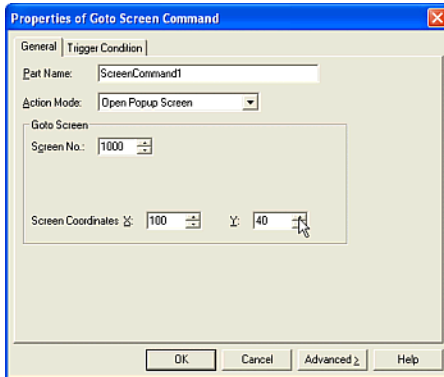 Properties of Goto Screen Command
General Trigger Condition
Part Name: ScreenCommand1
Action Mode: Open Popup Screen
Goto Screen
Screen No.: 1000
Screen Coordinates X: 100 Y: 40
OK Cancel Advanced > Help